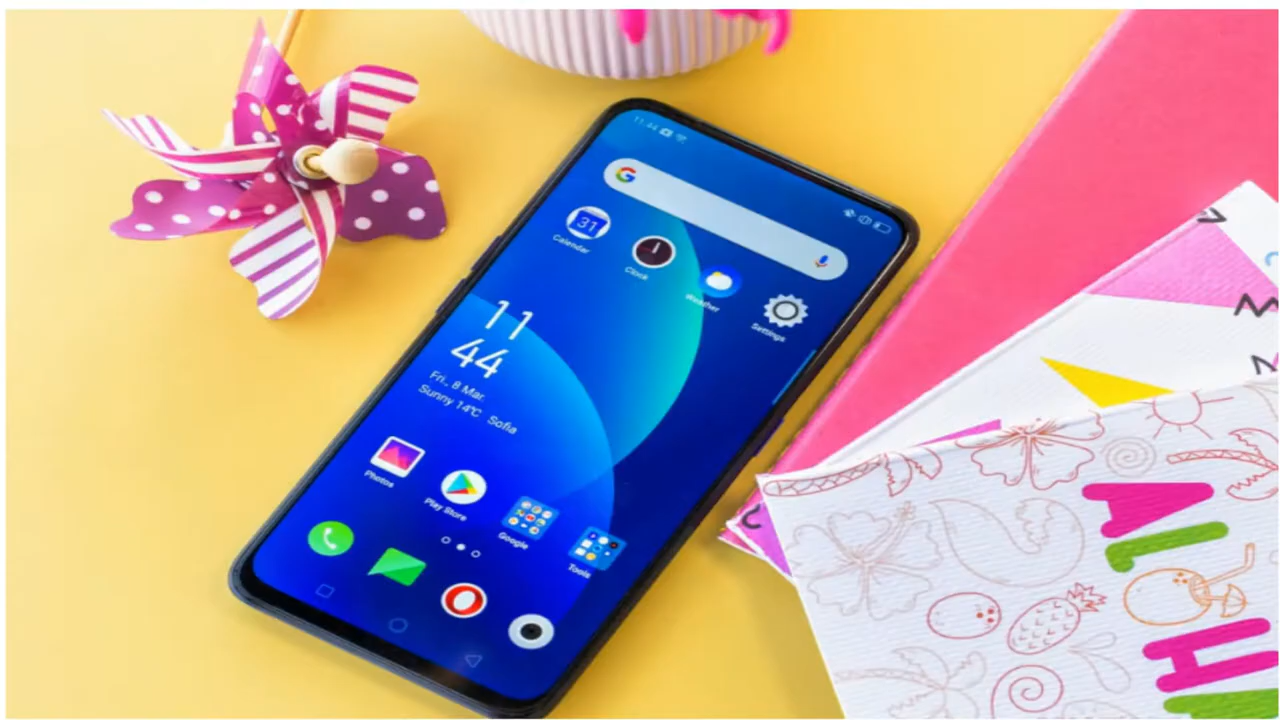 11:44
G
31
Calendar
Clock
Weather
Settings
11
44
Fri., 8 Mar.
Sunny 14°C Sofia
Photos
Play Store
Google
Tools
AL
H